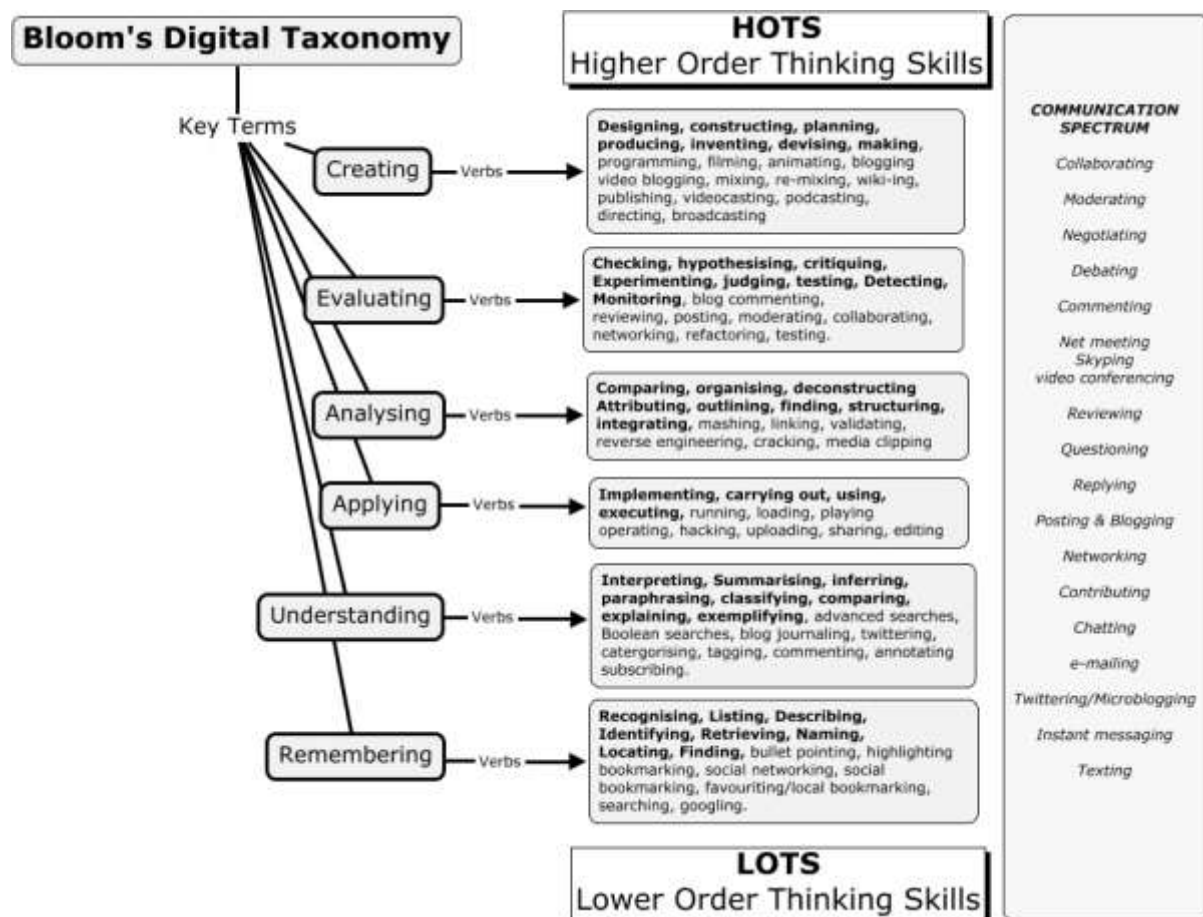 Bloom's Digital Taxonomy
Key Terms
HOTS
Higher Order Thinking Skills
Creating
Verbs
Designing, constructing, planning,
producing, inventing, devising, making,
programming, filming, animating, blogging
video blogging, mixing, re-mixing, wiki-ing,
publishing, videocasting, podcasting,
directing, broadcasting
Evaluating
Verbs
Checking, hypothesising, critiquing,
Experimenting, judging, testing, Detecting,
Monitoring, blog commenting,
reviewing, posting, moderating, collaborating,
networking, refactoring, testing.
Analysing
Verbs
Comparing, organising, deconstructing
Attributing, outlining, finding, structuring,
integrating, mashing, linking, validating,
reverse engineering, cracking, media clipping
Applying
Verbs
Implementing, carrying out, using,
executing, running, loading, playing
operating, hacking, uploading, sharing, editing
Understanding
Verbs
Interpreting, Summarising, inferring,
paraphrasing, classifying, comparing,
explaining, exemplifying, advanced searches,
Boolean searches, blog journaling, twittering,
catergorising, tagging, commenting, annotating
subscribing.
Remembering
Verbs
Recognising, Listing, Describing,
Identifying, Retrieving, Naming,
Locating, Finding, bullet pointing, highlighting
bookmarking, social networking, social
bookmarking, favouriting/local bookmarking,
searching, googling.
LOTS
Lower Order Thinking Skills
COMMUNICATION
SPECTRUM
Collaborating
Moderating
Negotiating
Debating
Commenting
Net meeting
Skyping
video conferencing
Reviewing
Questioning
Replying
Posting & Blogging
Networking
Contributing
Chatting
e-mailing
Twittering/Microblogging
Instant messaging
Texting